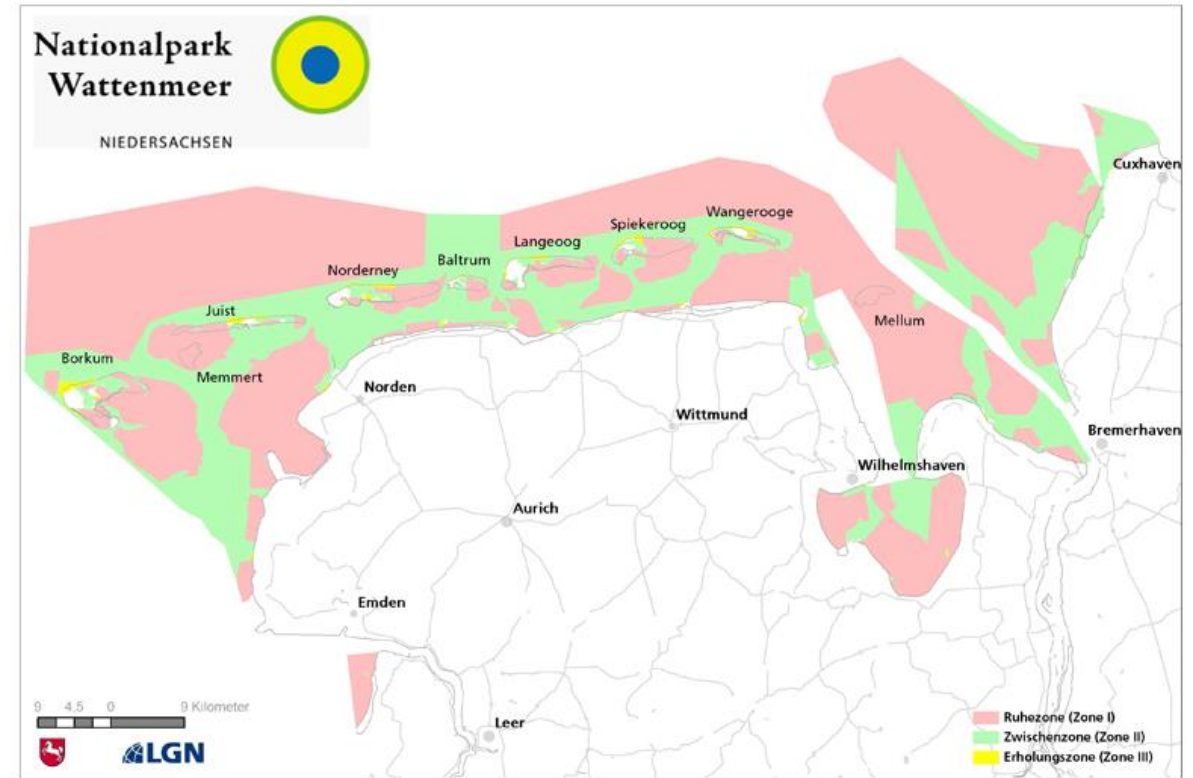 Nationalpark
Wattenmeer
NIEDERSACHSEN
Cuxhaven
Wangerooge
Spiekeroog
Langeoog
Baltrum
Norderney
Juist
Mellum
Borkum
Memmert
Norden
Wittmund
Bremerhaven
Wilhelmshaven
Aurich
Emden
Leer
9 4,5 0 9 Kilometer
LGN
Ruhezone (Zone I)
Zwischenzone (Zone II)
Erholungszone (Zone III)